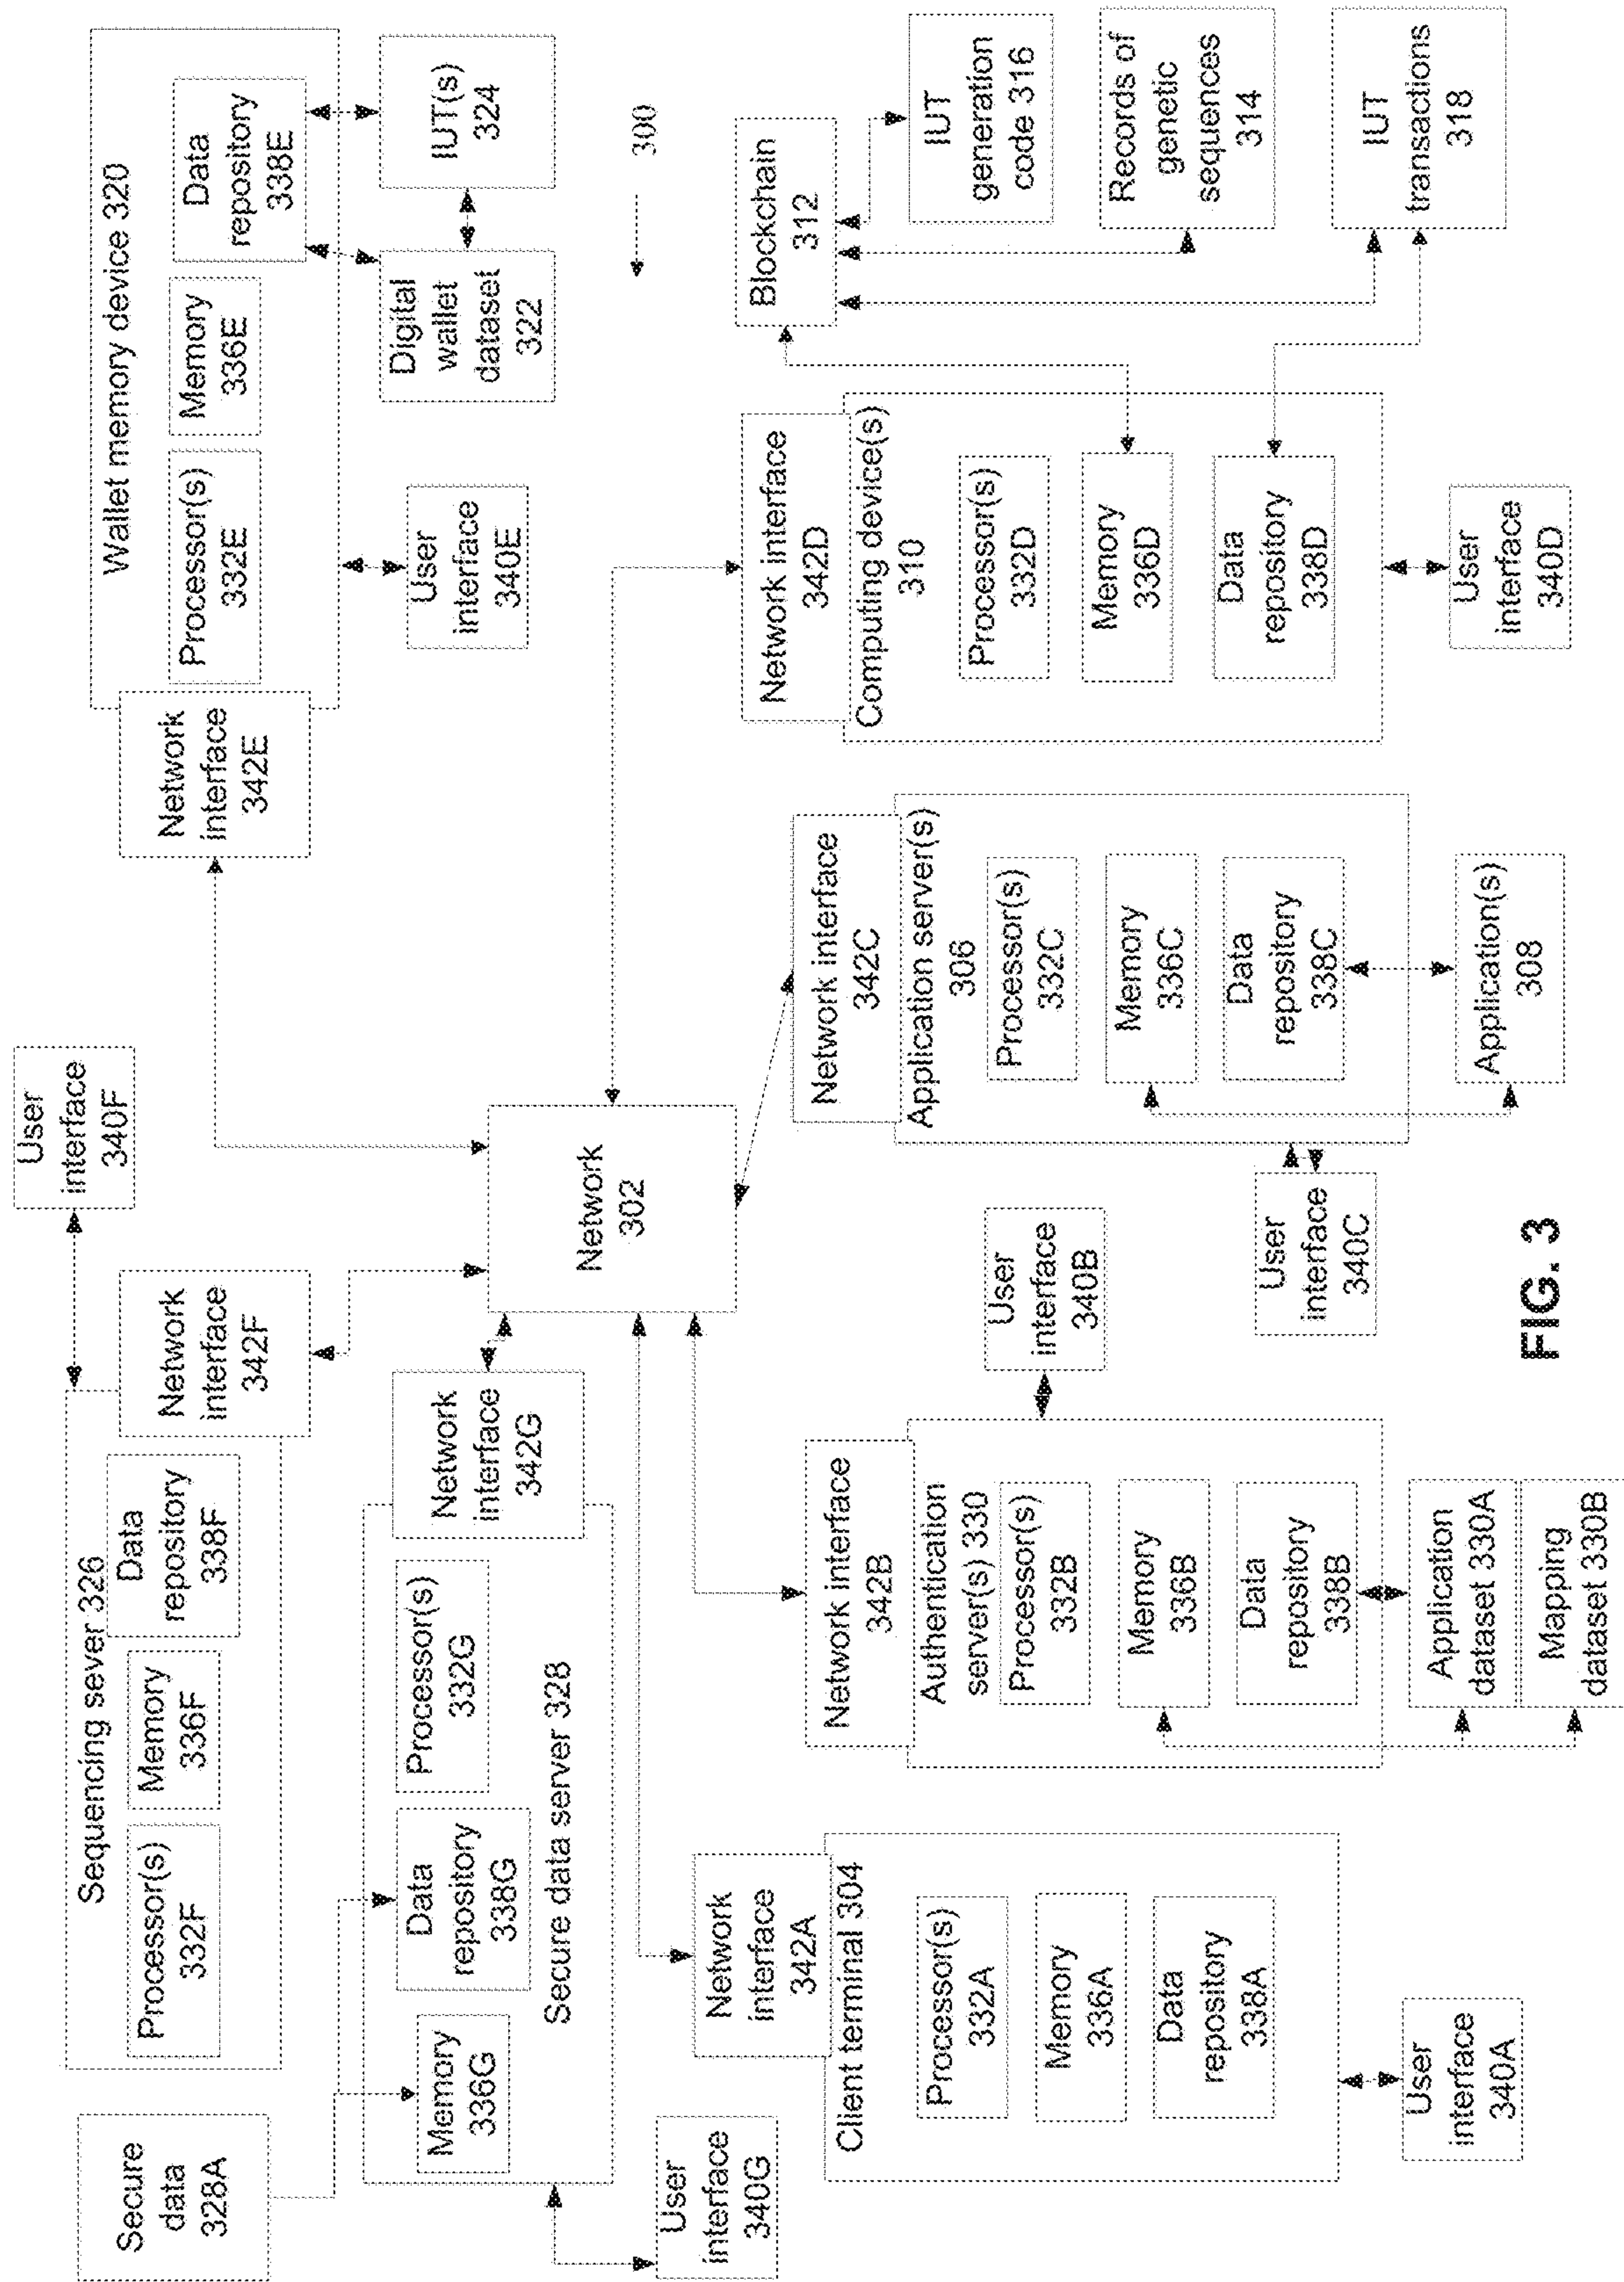 Secure
data
328A
Sequencing sever 326
Processor(s)
332F
Memory
336F
Data
repository
338F
Network
interface
342F
User
interface
340F
Wallet memory device 320
Network
interface
342E
Processor(s)
332E
Memory
336E
Data
repository
338E
User
interface
340E
Digital
wallet
dataset
322
IUT(s)
324
300
Memory
336G
Data
repository
338G
Processor(s)
332G
Network
interface
342G
Secure data server 328
User
interface
340G
Network
302
Network
interface
342A
Client terminal 304
Processor(s)
332A
Memory
336A
Data
repository
338A
User
interface
340A
Network interface
342B
Authentication
server(s) 330
Processor(s)
332B
Memory
336B
Data
repository
338B
Application
dataset 330A
Mapping
dataset 330B
User
interface
340B
Network interface
342C
Application server(s)
306
Processor(s)
332C
Memory
336C
Data
repository
338C
Application(s)
308
User
interface
340C
Network interface
342D
Computing device(s)
310
Processor(s)
332D
Memory
336D
Data
repository
338D
User
interface
340D
Blockchain
312
IUT
generation
code 316
Records of
genetic
sequences
314
IUT
transactions
318
FIG. 3